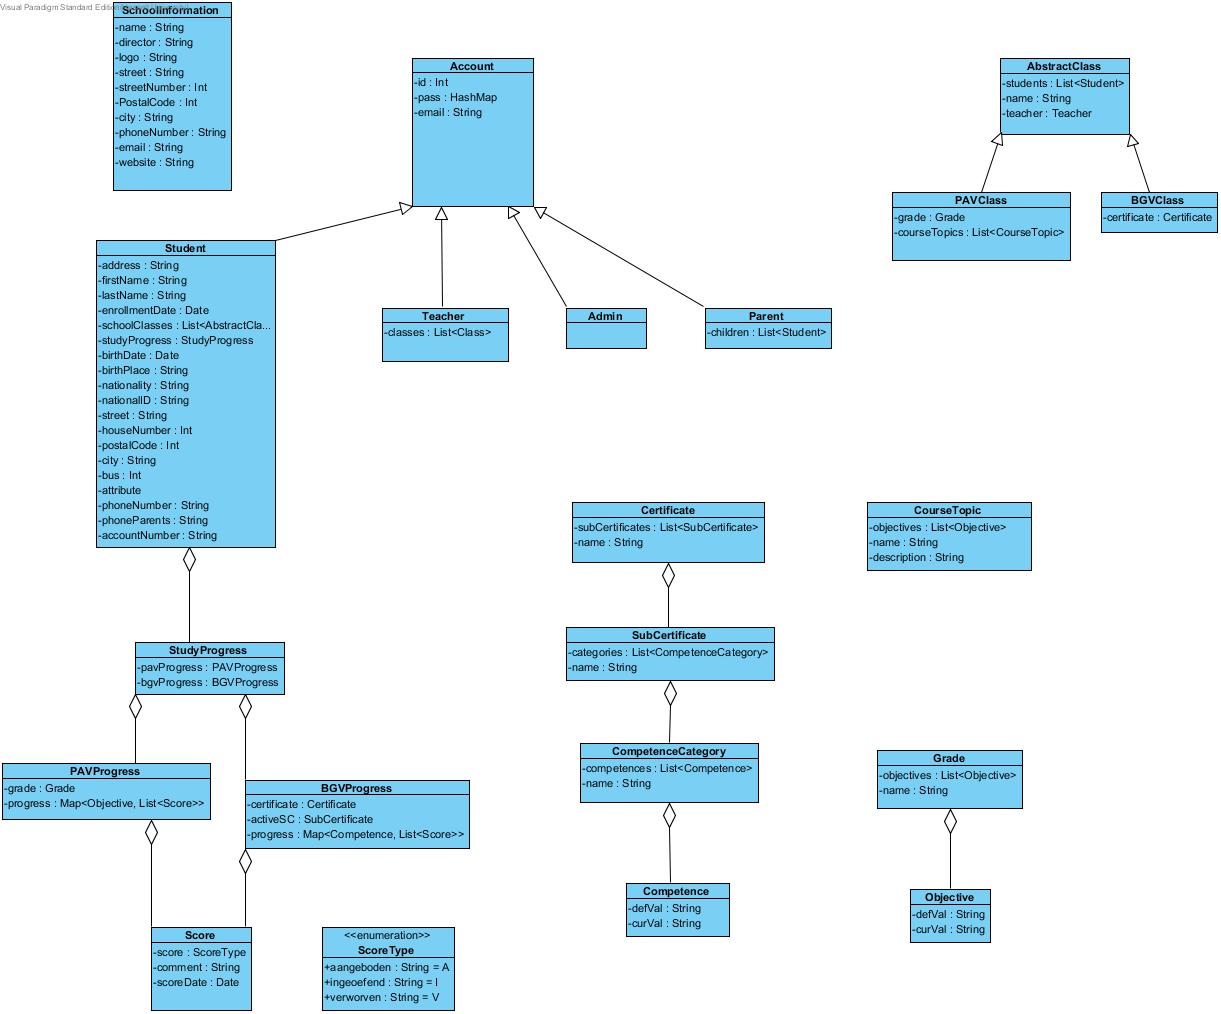 Visual Paradigm Standard Edition
SchoolInformation
-name : String
-director : String
-logo : String
-street : String
-streetNumber : Int
-PostalCode : Int
-city : String
-phoneNumber : String
-email : String
-website : String
Account
-id : Int
-pass : HashMap
-email : String
AbstractClass
-students : List<Student>
-name : String
-teacher : Teacher
PAVClass
-grade : Grade
-courseTopics : List<CourseTopic>
BGVClass
-certificate : Certificate
Student
-address : String
-firstName : String
-lastName : String
-enrollmentDate : Date
-schoolClasses : List<AbstractCla...
-studyProgress : StudyProgress
-birthDate : Date
-birthPlace : String
-nationality : String
-nationalID : String
-street : String
-houseNumber : Int
-postalCode : Int
-city : String
-bus : Int
-attribute
-phoneNumber : String
-phoneParents : String
-accountNumber : String
Teacher
-classes : List<Class>
Admin
Parent
-children : List<Student>
Certificate
-subCertificates : List<SubCertificate>
-name : String
CourseTopic
-objectives : List<Objective>
-name : String
-description : String
SubCertificate
-categories : List<CompetenceCategory>
-name : String
StudyProgress
-pavProgress : PAVProgress
-bgvProgress : BGVProgress
CompetenceCategory
-competences : List<Competence>
-name : String
Grade
-objectives : List<Objective>
-name : String
PAVProgress
-grade : Grade
-progress : Map<Objective, List<Score>>
BGVProgress
-certificate : Certificate
-activeSC : SubCertificate
-progress : Map<Competence, List<Score>>
Competence
-defVal : String
-curVal : String
Objective
-defVal : String
-curVal : String
Score
-score : ScoreType
-comment : String
-scoreDate : Date
<<enumeration>>
ScoreType
+aangeboden : String = A
+ingeoefend : String = I
+verworven : String = V